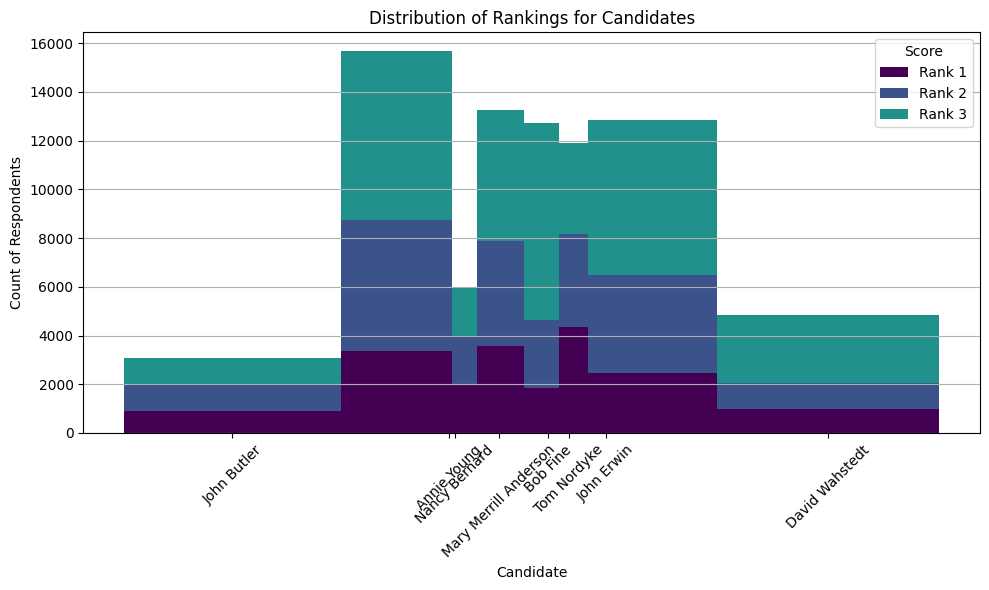 Distribution of Rankings for Candidates
Count of Respondents
16000
14000
12000
10000
8000
6000
4000
2000
0
Score
Rank 1
Rank 2
Rank 3
John Butler
Annie Young
Nancy Bernard
Mary Merrill Anderson
Bob Fine
Tom Nordyke
John Erwin
David Wahstedt
Candidate